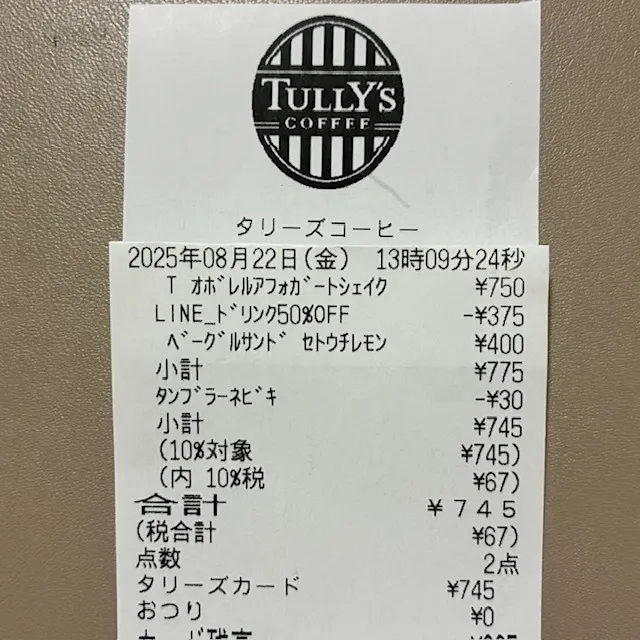 TULLY'S
COFFEE
タリーズコーヒー
2025年08月22日(金) 13時09分24秒
T オボレルアフォガートシェイク ¥750
LINE_ドリンク50%OFF -¥375
ベーグルサンド セトウチレモン ¥400
小計 ¥775
タンブラーネビキ -¥30
小計 ¥745
(10%対象 ¥745)
(内 10%税 ¥67)
合計 ¥745
(税合計 ¥67)
点数 2点
タリーズカード ¥745
おつり ¥0